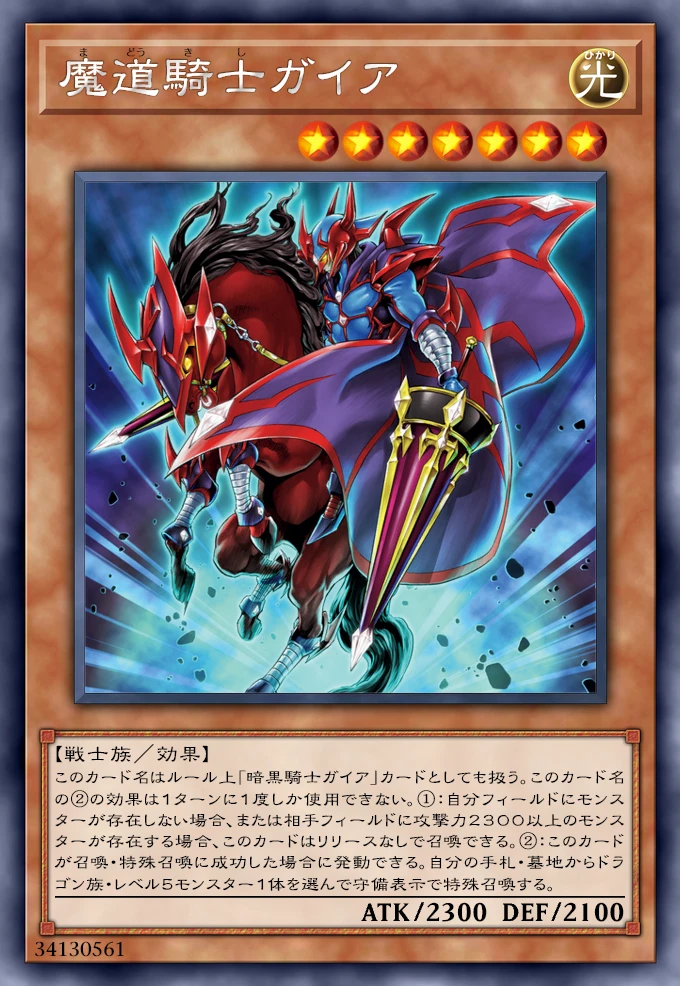 まどうきし
魔道騎士ガイア
ひかり
光
【戦士族／効果】
このカード名はルール上「暗黒騎士ガイア」カードとしても扱う。このカード名
の②の効果は１ターンに１度しか使用できない。①：自分フィールドにモンス
ターが存在しない場合、または相手フィールドに攻撃力２３００以上のモンス
ターが存在する場合、このカードはリリースなしで召喚できる。②：このカード
が召喚・特殊召喚に成功した場合に発動できる。自分の手札・墓地からドラ
ゴン族・レベル５モンスター１体を選んで守備表示で特殊召喚する。
ATK/2300 DEF/2100
34130561